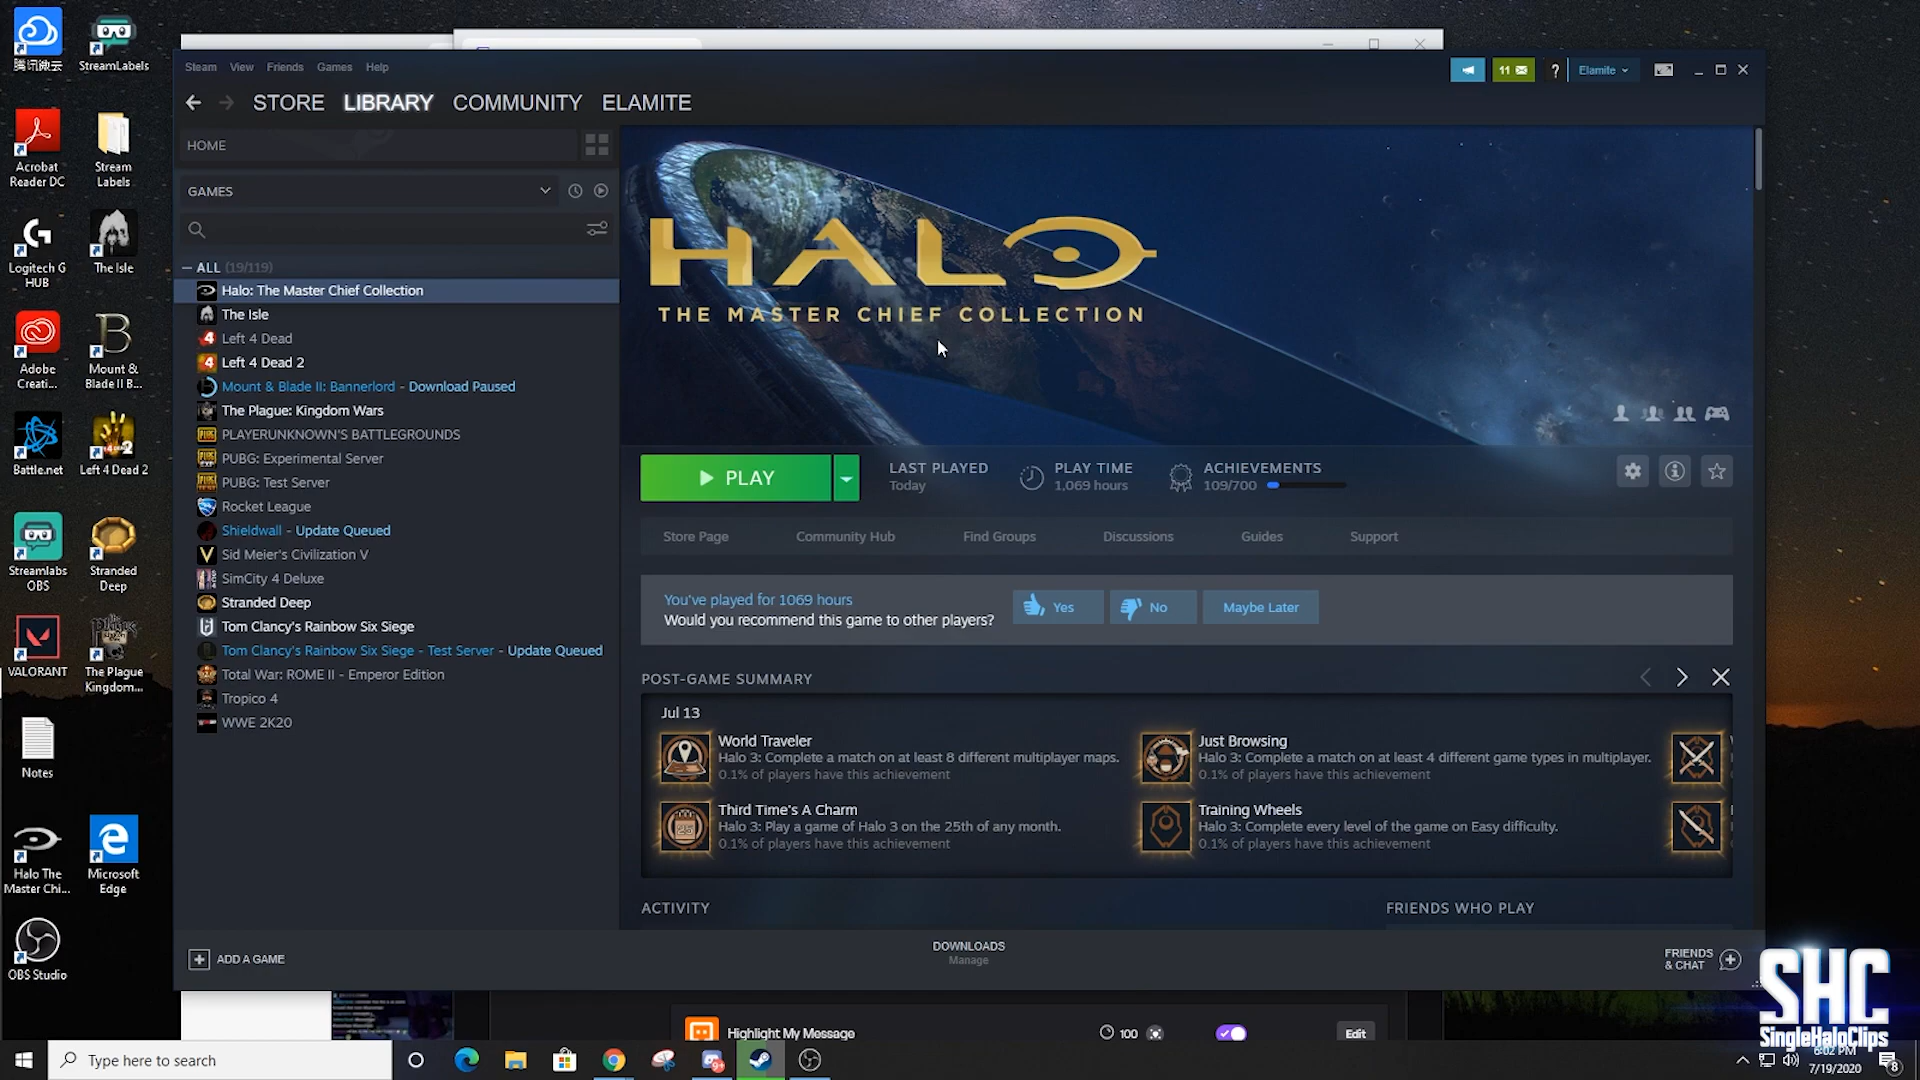 腾讯微云
StreamLabels
Acrobat
Reader DC
Stream
Labels
Logitech G
HUB
The Isle
Adobe
Creati...
Mount &
Blade II B...
Battle.net
Left 4 Dead 2
Streamlabs
OBS
Stranded
Deep
VALORANT
The Plague
Kingdom...
Notes
Halo The
Master Chi...
Microsoft
Edge
OBS Studio
Steam View Friends Games Help
11
?
Elamite
STORE LIBRARY COMMUNITY ELAMITE
HOME
GAMES
ALL (19/119)
Halo: The Master Chief Collection
The Isle
Left 4 Dead
Left 4 Dead 2
Mount & Blade II: Bannerlord - Download Paused
The Plague: Kingdom Wars
PLAYERUNKNOWN'S BATTLEGROUNDS
PUBG: Experimental Server
PUBG: Test Server
Rocket League
Shieldwall - Update Queued
Sid Meier's Civilization V
SimCity 4 Deluxe
Stranded Deep
Tom Clancy's Rainbow Six Siege
Tom Clancy's Rainbow Six Siege - Test Server - Update Queued
Total War: ROME II - Emperor Edition
Tropico 4
WWE 2K20
ADD A GAME
HALO
THE MASTER CHIEF COLLECTION
PLAY
LAST PLAYED
Today
PLAY TIME
1,069 hours
ACHIEVEMENTS
109/700
Store Page Community Hub Find Groups Discussions Guides Support
You've played for 1069 hours
Would you recommend this game to other players?
Yes
No
Maybe Later
POST-GAME SUMMARY
Jul 13
World Traveler
Halo 3: Complete a match on at least 8 different multiplayer maps.
0.1% of players have this achievement
Just Browsing
Halo 3: Complete a match on at least 4 different game types in multiplayer.
0.1% of players have this achievement
Third Time's A Charm
Halo 3: Play a game of Halo 3 on the 25th of any month.
0.1% of players have this achievement
Training Wheels
Halo 3: Complete every level of the game on Easy difficulty.
0.1% of players have this achievement
ACTIVITY
FRIENDS WHO PLAY
DOWNLOADS
Manage
FRIENDS
& CHAT
SHC
SingleHaloClips
Highlight My Message
100
Edit
Type here to search
9+
6:02 PM
7/19/2020
8